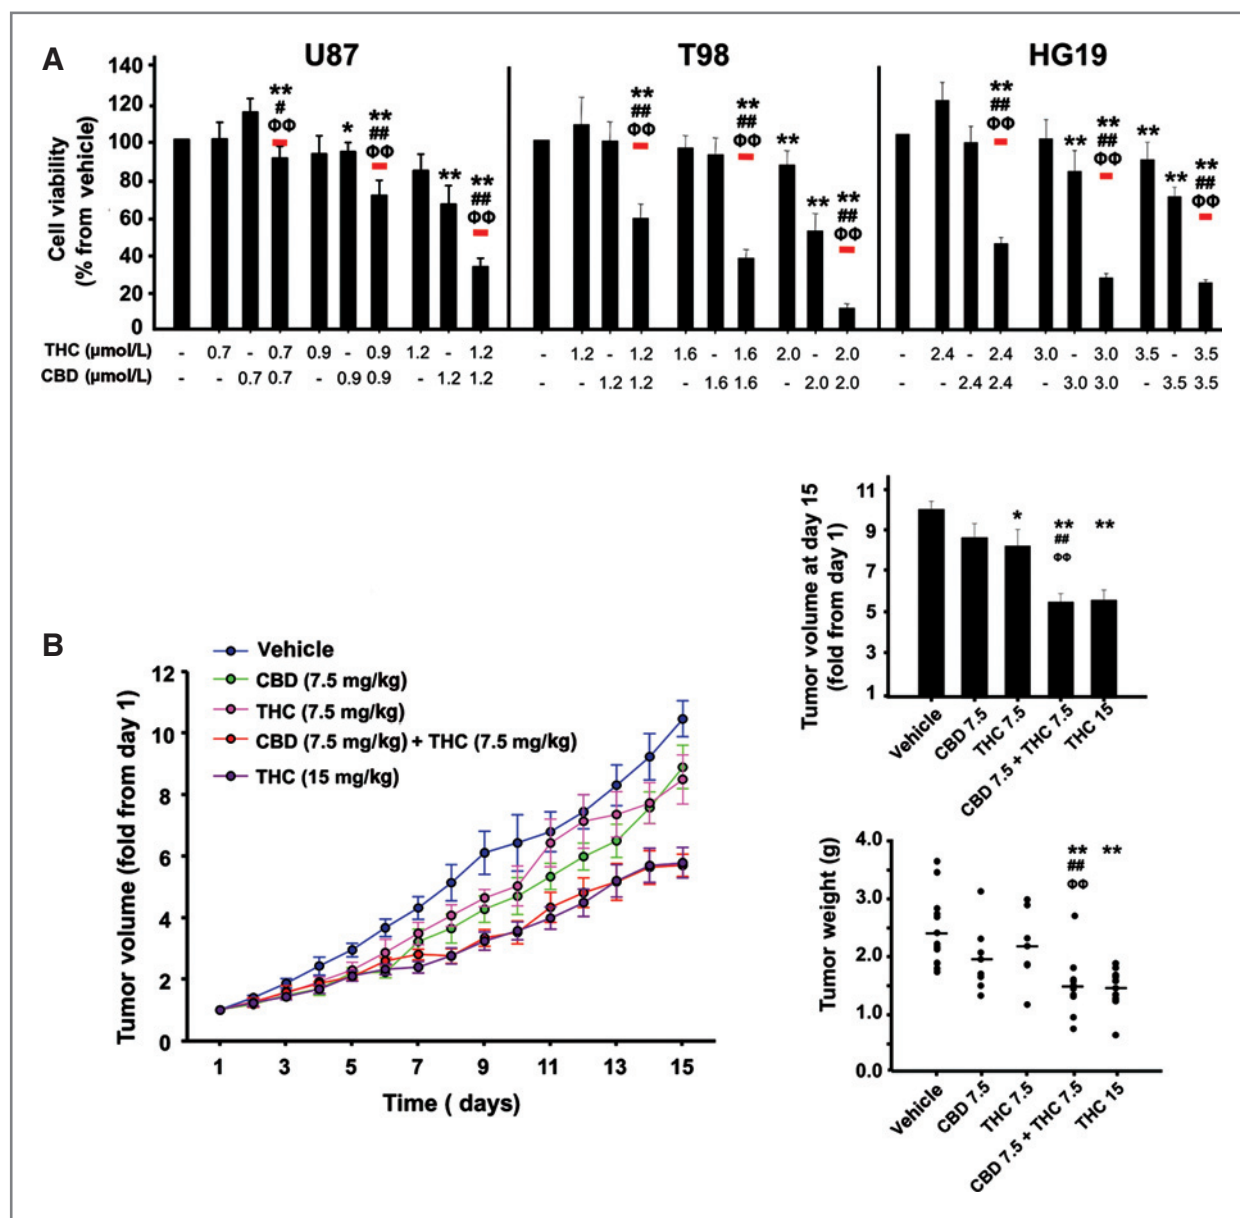 A
U87
T98
HG19
Cell viability
(% from vehicle)
140
120
100
80
60
40
20
0
**
#
ΦΦ
*
**
##
ΦΦ
**
**
##
ΦΦ
**
##
ΦΦ
**
##
ΦΦ
**
**
**
##
ΦΦ
**
##
ΦΦ
**
**
##
ΦΦ
**
**
**
##
ΦΦ
THC (µmol/L) - 0.7 - 0.7 0.9 - 0.9 1.2 - 1.2 - 1.2 - 1.2 1.6 - 1.6 2.0 - 2.0 - 2.4 - 2.4 3.0 - 3.0 3.5 - 3.5
CBD (µmol/L) - - 0.7 0.7 - 0.9 0.9 - 1.2 1.2 - - 1.2 1.2 - 1.6 1.6 - 2.0 2.0 - - 2.4 2.4 - 3.0 3.0 - 3.5 3.5
B
Vehicle
CBD (7.5 mg/kg)
THC (7.5 mg/kg)
CBD (7.5 mg/kg) + THC (7.5 mg/kg)
THC (15 mg/kg)
Tumor volume (fold from day 1)
12
10
8
6
4
2
0
1 3 5 7 9 11 13 15
Time ( days)
Tumor volume at day 15
(fold from day 1)
11
9
7
5
3
1
*
**
##
ΦΦ
**
Vehicle
CBD 7.5
THC 7.5
CBD 7.5 + THC 7.5
THC 15
Tumor weight (g)
4.0
3.0
2.0
1.0
0.0
**
##
ΦΦ
**
Vehicle
CBD 7.5
THC 7.5
CBD 7.5 + THC 7.5
THC 15